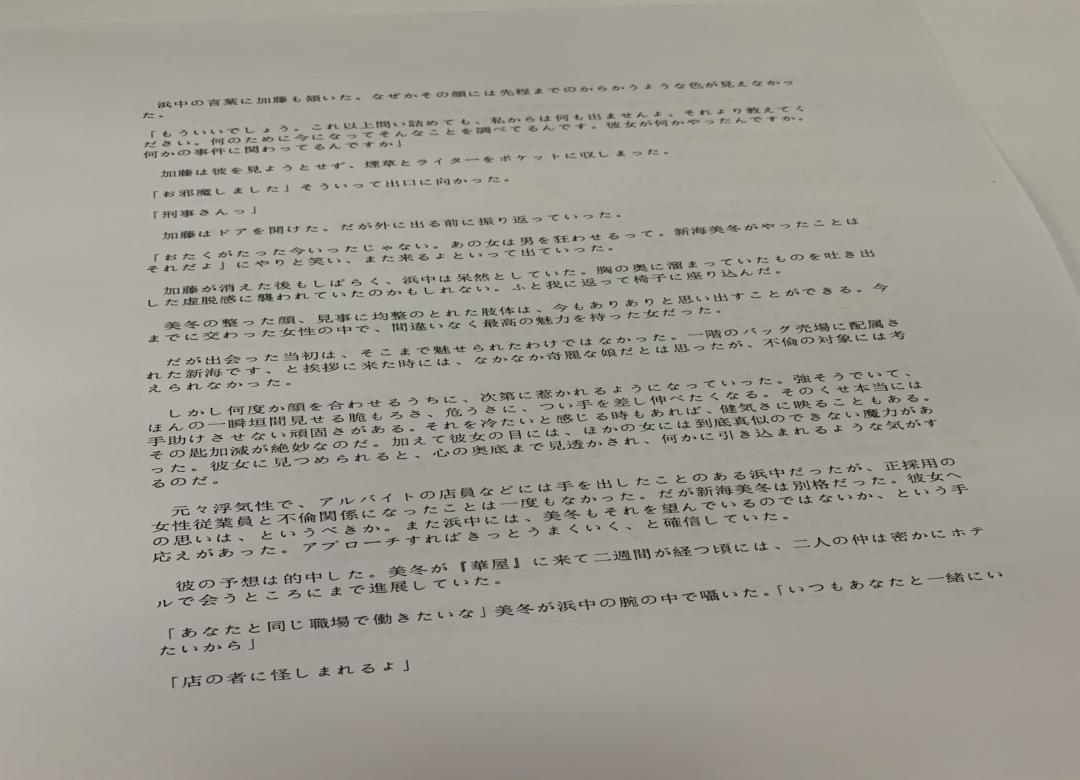 浜中の言葉に加藤も頷いた。なぜかその顔には先程までのからかうような色が見えなかっ
た。
「もういいでしょう。これ以上問い詰めても、私からは何も出ませんよ。それより教えてく
ださい。何のために今になってそんなことを調べてるんです。彼女が何かやったんですか。
何かの事件に関わってるんですか」
加藤は彼を見ようとせず、煙草とライターをポケットに収しまった。
「お邪魔しました」そういって出口に向かった。
「刑事さんっ」
加藤はドアを開けた。だが外に出る前に振り返っていった。
「おたくがたった今いったじゃない。あの女は男を狂わせるって。新海美冬がやったことは
それだよ」にやりと笑い、また来るよといって出ていった。
加藤が消えた後もしばらく、浜中は呆然としていた。胸の奥に溜まっていたものを吐き出
した虚脱感に襲われていたのかもしれない。ふと我に返って椅子に座り込んだ。
美冬の整った顔、見事に均整のとれた肢体は、今もありありと思い出すことができる。今
までに交わった女性の中で、間違いなく最高の魅力を持った女だった。
だが出会った当初は、そこまで魅せられたわけではなかった。一階のバッグ売場に配属さ
れた新海です、と挨拶に来た時には、なかなか奇麗な娘だとは思ったが、不倫の対象には考
えられなかった。
しかし何度か顔を合わせるうちに、次第に惹かれるようになっていった。強そうでいて、
ほんの一瞬垣間見せる脆もろさ、危うさに、つい手を差し伸べたくなる。そのくせ本当には
手助けさせない頑固さがある。それを冷たいと感じる時もあれば、健気さに映ることもある。
その匙加減が絶妙なのだ。加えて彼女の目には、ほかの女には到底真似のできない魔力があ
った。彼女に見つめられると、心の奥底まで見透かされ、何かに引き込まれるような気がす
るのだ。
元々浮気性で、アルバイトの店員などには手を出したことのある浜中だったが、正採用の
女性従業員と不倫関係になったことは一度もなかった。だが新海美冬は別格だった。彼女へ
の思いは、というべきか。また浜中には、美冬もそれを望んでいるのではないか、という手
応えがあった。アプローチすればきっとうまくいく、と確信していた。
彼の予想は的中した。美冬が『華屋』に来て二週間が経つ頃には、二人の仲は密かにホテ
ルで会うところにまで進展していた。
「あなたと同じ職場で働きたいな」美冬が浜中の腕の中で囁いた。「いつもあなたと一緒にい
たいから」
「店の者に怪しまれるよ」